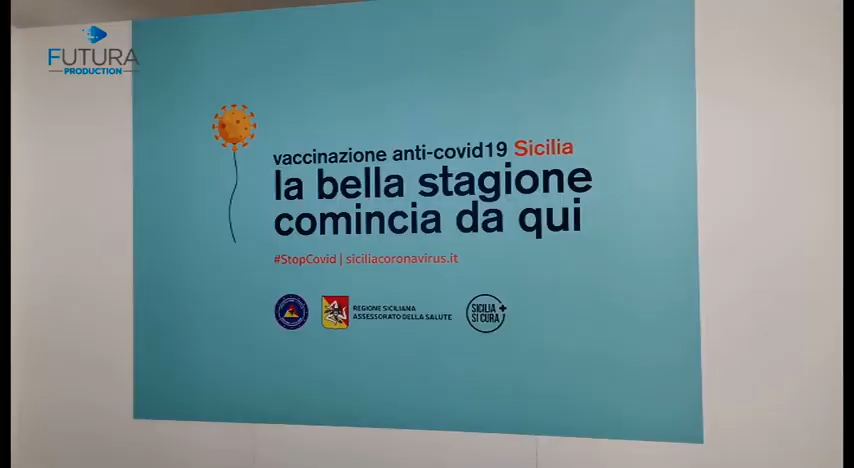 FUTURA
PRODUCTION
vaccinazione anti-covid19 Sicilia
la bella stagione
comincia da qui
#StopCovid | siciliacoronavirus.it
REGIONE SICILIANA
ASSESSORATO DELLA SALUTE
SICILIA
SI CURA